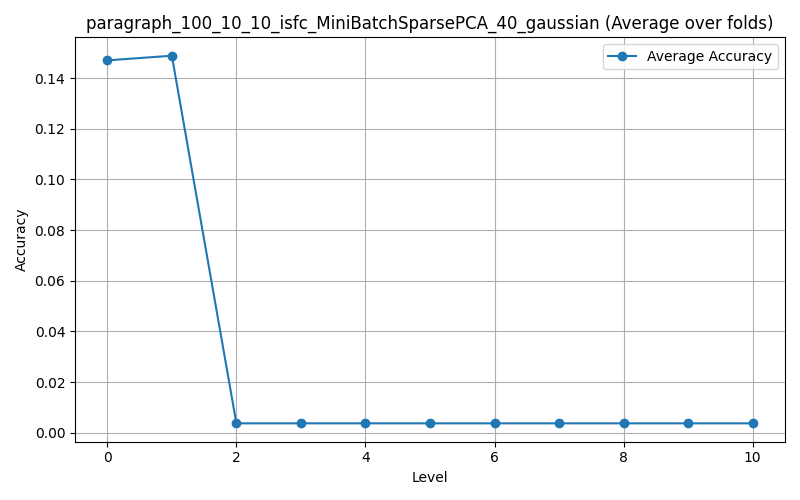 paragraph_100_10_10_isfc_MiniBatchSparsePCA_40_gaussian (Average over folds)
Average Accuracy
Accuracy
0.14
0.12
0.10
0.08
0.06
0.04
0.02
0.00
0 2 4 6 8 10
Level